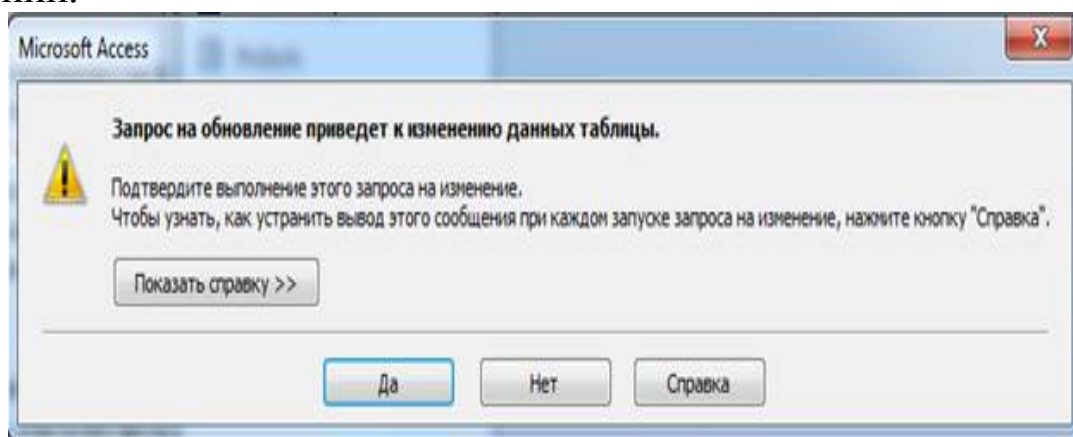 Microsoft Access
Запрос на обновление приведет к изменению данных таблицы.
Подтвердите выполнение этого запроса на изменение.
Чтобы узнать, как устранить вывод этого сообщения при каждом запуске запроса на изменение, нажмите кнопку "Справка".
Показать справку >>
Да
Нет
Справка